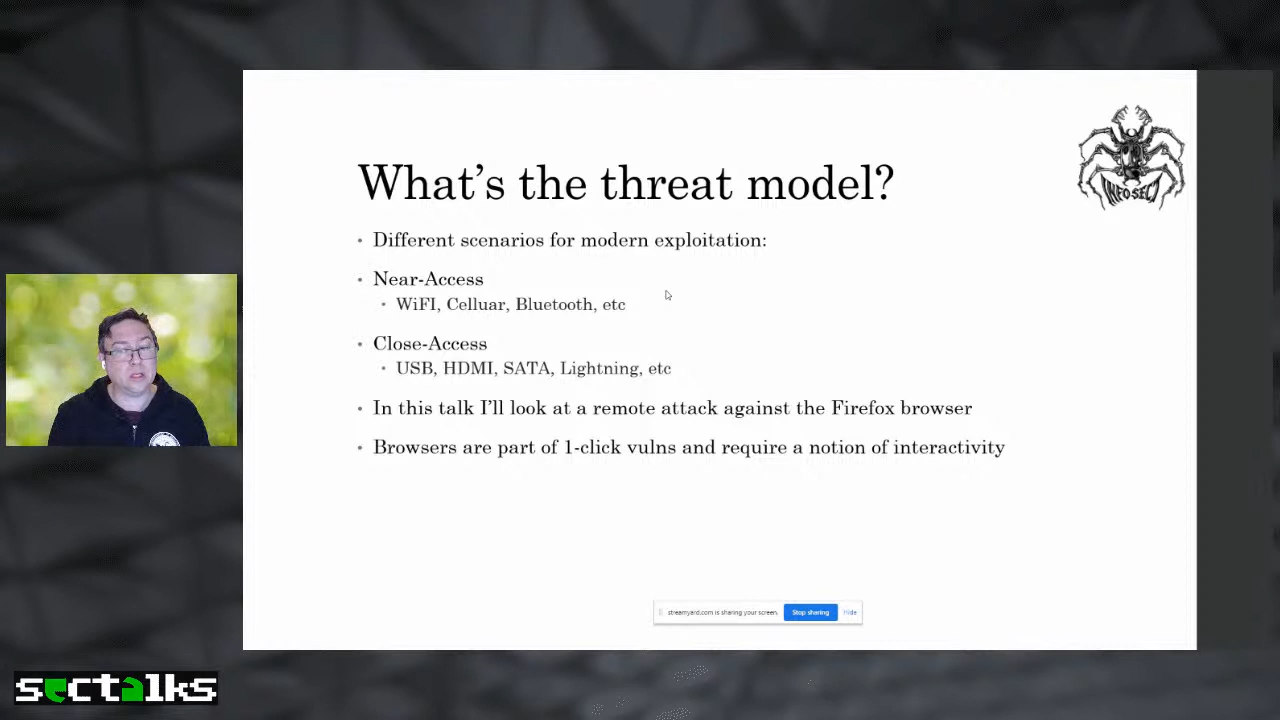 What's the threat model?
• Different scenarios for modern exploitation:
• Near-Access
• WiFI, Celluar, Bluetooth, etc
• Close-Access
• USB, HDMI, SATA, Lightning, etc
• In this talk I'll look at a remote attack against the Firefox browser
• Browsers are part of 1-click vulns and require a notion of interactivity
INFOSECT
streamyard.com is sharing your screen. Stop sharing Hide
sectalks